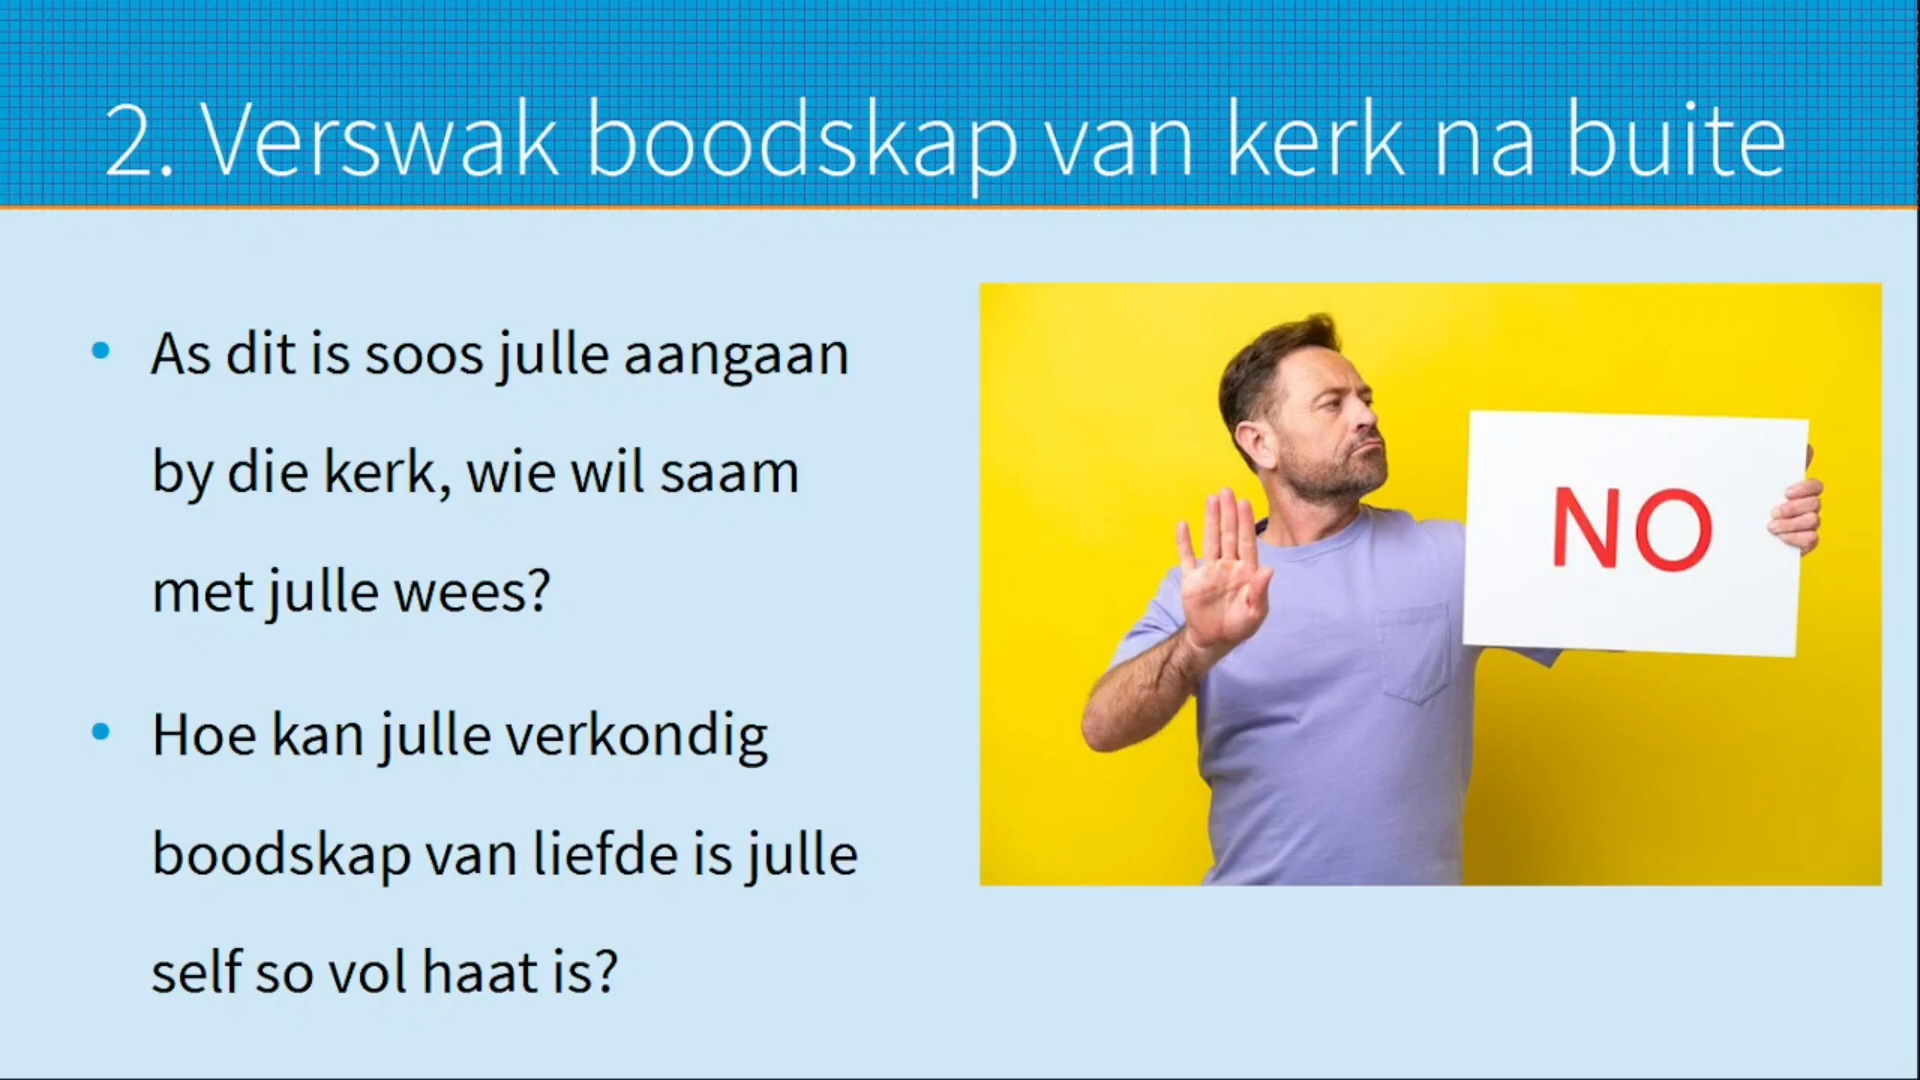 2. Verswak boodskap van kerk na buite
As dit is soos julle aangaan
by die kerk, wie wil saam
met julle wees?
Hoe kan julle verkondig
boodskap van liefde is julle
self so vol haat is?
NO